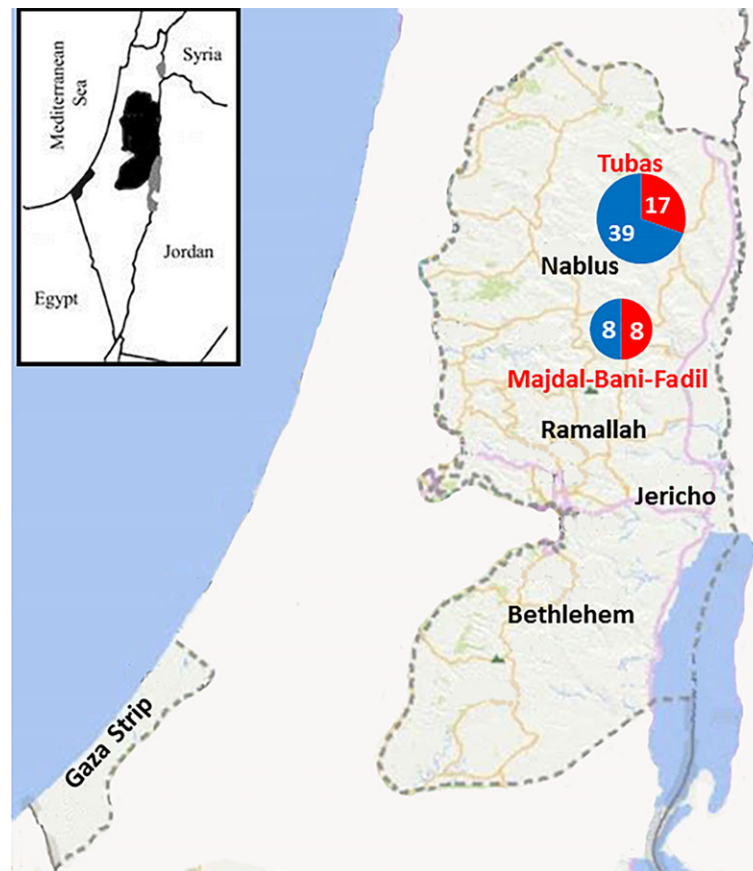 Syria
Mediterranean
Sea
Jordan
Egypt
Tubas
17
39
Nablus
8
8
Majdal-Bani-Fadil
Ramallah
Jericho
Bethlehem
Gaza Strip